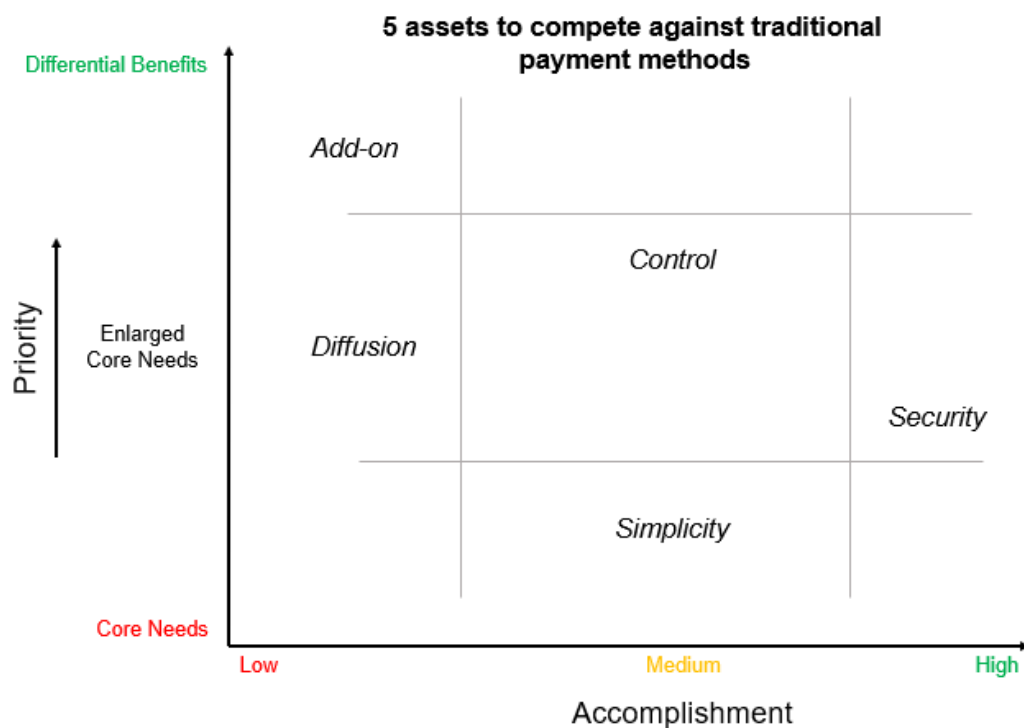 5 assets to compete against traditional
payment methods
Differential Benefits
Add-on
Control
Priority
Enlarged
Core Needs
Diffusion
Security
Simplicity
Core Needs
Low
Medium
High
Accomplishment